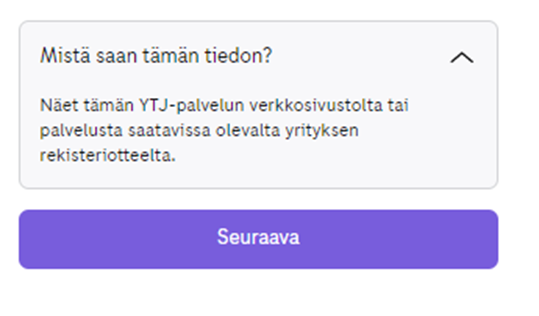 Mistä saan tämän tiedon?
Näet tämän YTJ-palvelun verkkosivustolta tai
palvelusta saatavissa olevalta yrityksen
rekisteriotteelta.
Seuraava